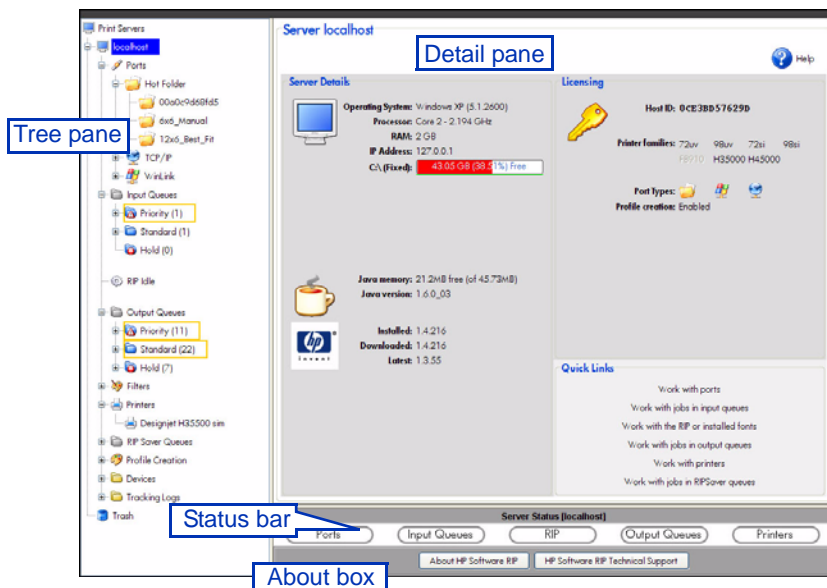 Print Servers
localhost
Ports
Hot Folder
00a0c9d68fd5
6x6_Manual
12x6_Best_Fit
TCP/IP
WinLink
Input Queues
Priority (1)
Standard (1)
Hold (0)
RIP Idle
Output Queues
Priority (11)
Standard (22)
Hold (7)
Filters
Printers
Designjet H35500 sim
RIP Saver Queues
Profile Creation
Devices
Tracking Logs
Trash
Tree pane
Server localhost
Detail pane
Help
Server Details
Operating System: Windows XP (5.1.2600)
Processor: Core 2 - 2.194 GHz
RAM: 2 GB
IP Address: 127.0.0.1
C:\ (Fixed): 43.05 GB (38.51%) Free
Java memory: 21.2MB free (of 45.73MB)
Java version: 1.6.0_03
hp
invent
Installed: 1.4.216
Downloaded: 1.4.216
Latest: 1.3.55
Licensing
Host ID: 0CE3BD57629D
Printer families: 72uv 98uv 72si 98si
FB910 H35000 H45000
Port Types:
Profile creation: Enabled
Quick Links
Work with ports
Work with jobs in input queues
Work with the RIP or installed fonts
Work with jobs in output queues
Work with printers
Work with jobs in RIPSaver queues
Status bar
Server Status [localhost]
Ports Input Queues RIP Output Queues Printers
About HP Software RIP HP Software RIP Technical Support
About box